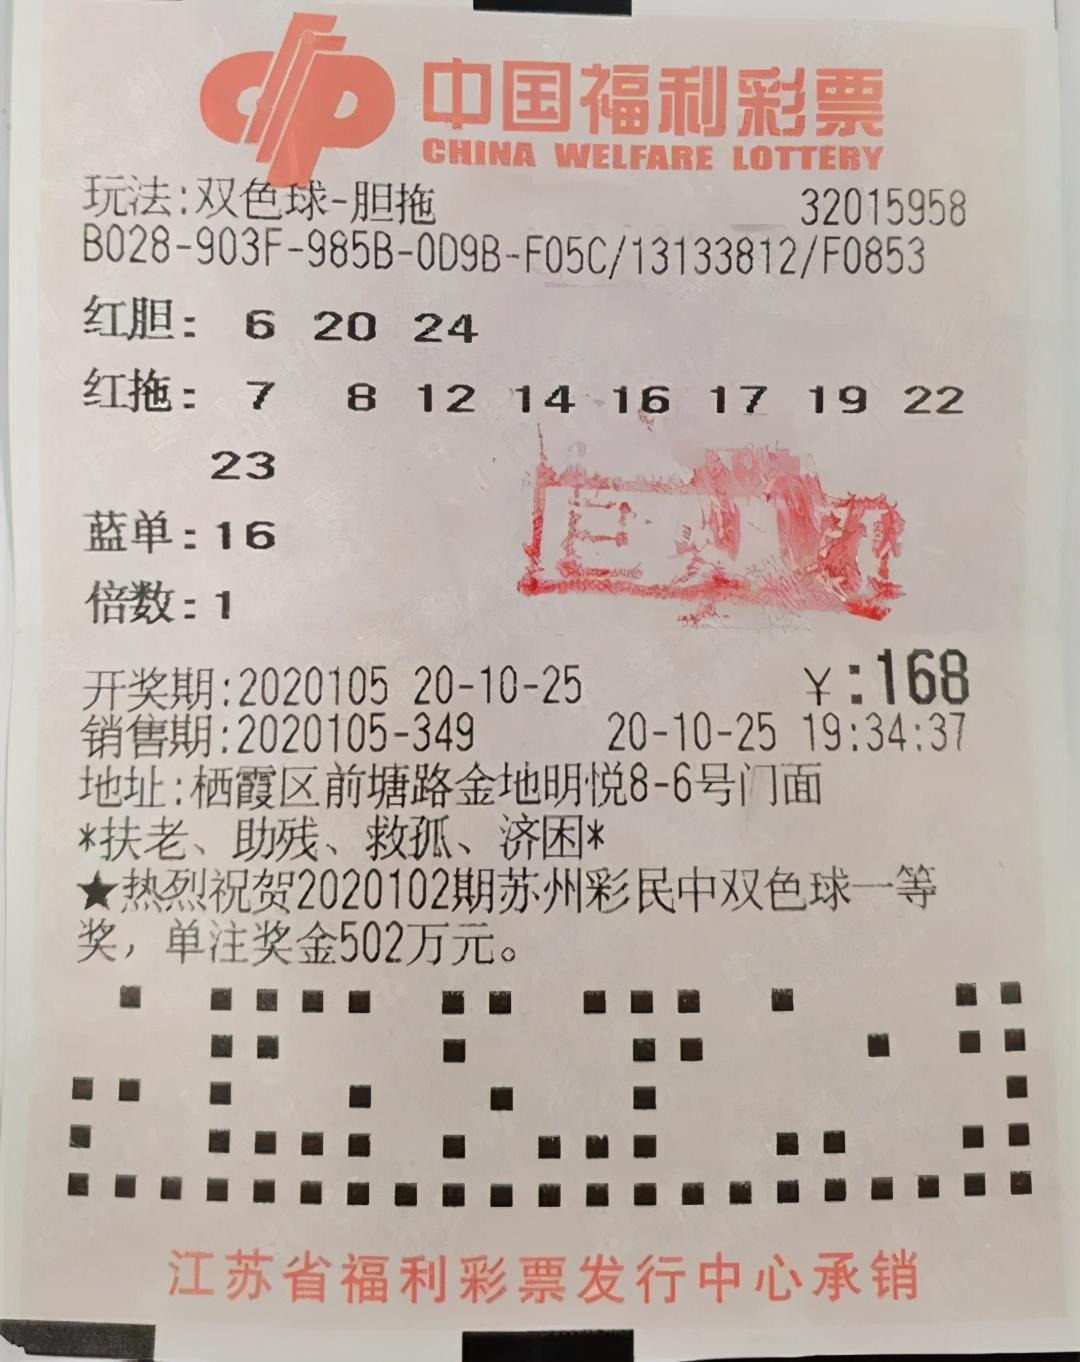 中国福利彩票
CHINA WELFARE LOTTERY
玩法:双色球-胆拖 32015958
B028-903F-985B-0D9B-F05C/13133812/F0853
红胆: 6 20 24
红拖: 7 8 12 14 16 17 19 22
23
蓝单:16
倍数:1
开奖期:2020105 20-10-25 ¥:168
销售期:2020105-349 20-10-25 19:34:37
地址:栖霞区前塘路金地明悦8-6号门面
*扶老、助残、救孤、济困*
★热烈祝贺2020102期苏州彩民中双色球一等
奖，单注奖金502万元。
江苏省福利彩票发行中心承销